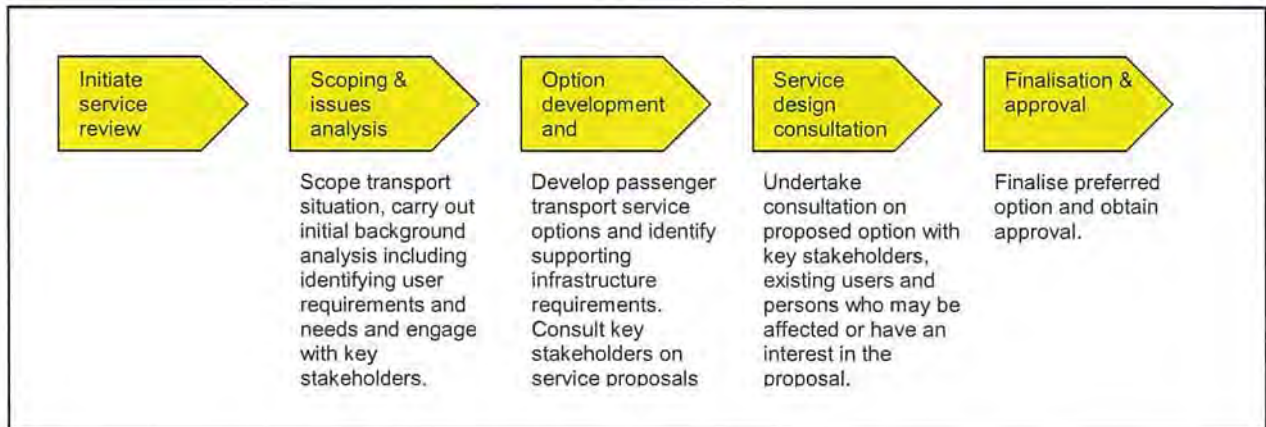 Initiate
service
review
Scoping &
issues
analysis
Option
development
and
Service
design
consultation
Finalisation &
approval
Scope transport
situation, carry out
initial background
analysis including
identifying user
requirements and
needs and engage
with key
stakeholders.
Develop passenger
transport service
options and identify
supporting
infrastructure
requirements.
Consult key
stakeholders on
service proposals
Undertake
consultation on
proposed option with
key stakeholders,
existing users and
persons who may be
affected or have an
interest in the
proposal.
Finalise preferred
option and obtain
approval.